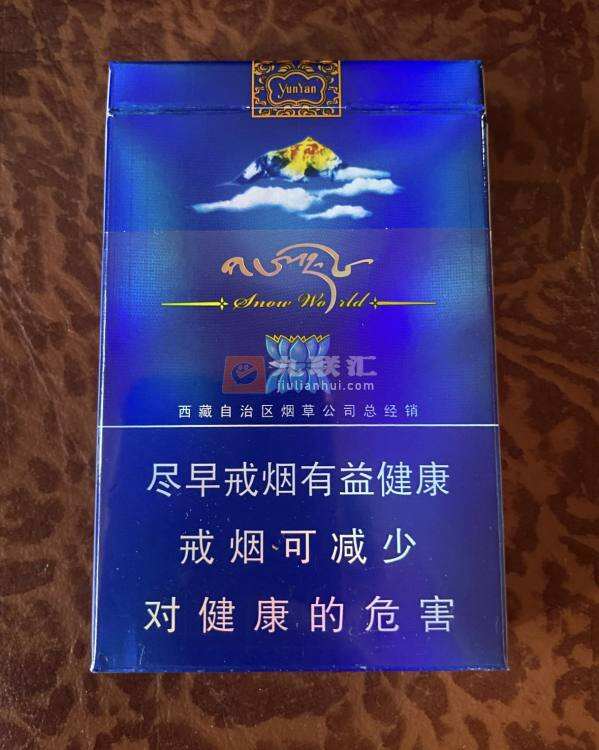 YunYan
Snow World
九联汇
jiulianhui.com
西藏自治区烟草公司总经销
尽早戒烟有益健康
戒烟可减少
对健康的危害